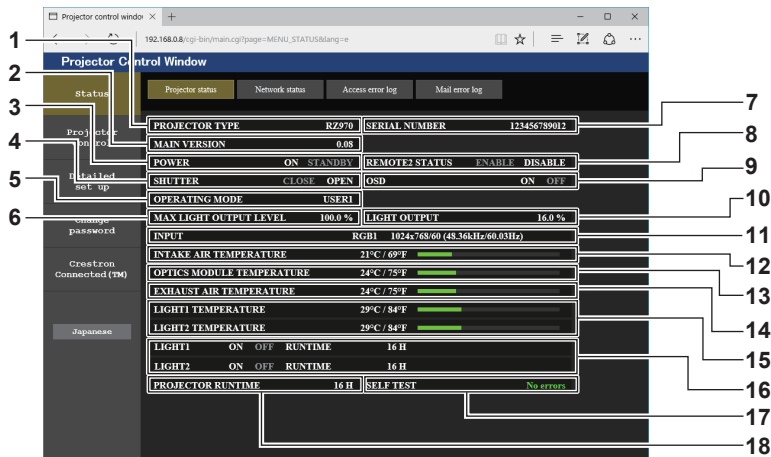 Projector control windo
192.168.0.8/cgi-bin/main.cgi?page=MENU_STATUS&lang=e
Projector Control Window
Status
Projector control
Detailed set up
Change password
Crestron Connected(TM)
Japanese
Projector status
Network status
Access error log
Mail error log
PROJECTOR TYPE RZ970 SERIAL NUMBER 123456789012
MAIN VERSION 0.08
POWER ON STANDBY REMOTE2 STATUS ENABLE DISABLE
SHUTTER CLOSE OPEN OSD ON OFF
OPERATING MODE USER1
MAX LIGHT OUTPUT LEVEL 100.0 % LIGHT OUTPUT 16.0 %
INPUT RGB1 1024x768/60 (48.36kHz/60.03Hz)
INTAKE AIR TEMPERATURE 21°C / 69°F
OPTICS MODULE TEMPERATURE 24°C / 75°F
EXHAUST AIR TEMPERATURE 24°C / 75°F
LIGHT1 TEMPERATURE 29°C / 84°F
LIGHT2 TEMPERATURE 29°C / 84°F
LIGHT1 ON OFF RUNTIME 16 H
LIGHT2 ON OFF RUNTIME 16 H
PROJECTOR RUNTIME 16 H SELF TEST No errors
1
2
3
4
5
6
7
8
9
10
11
12
13
14
15
16
17
18